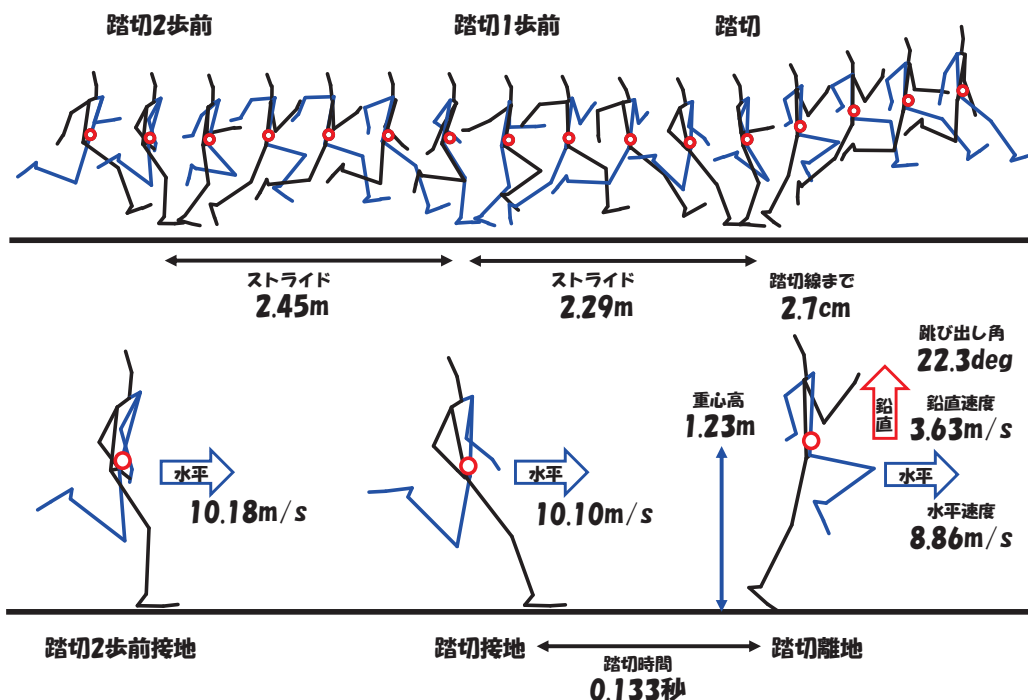 踏切2歩前
踏切1歩前
踏切
ストライド
2.45m
ストライド
2.29m
踏切線まで
2.7cm
跳び出し角
22.3deg
鉛直
鉛直速度
3.63m/s
重心高
1.23m
水平
10.18m/s
水平
10.10m/s
水平
水平速度
8.86m/s
踏切2歩前接地
踏切接地
踏切離地
踏切時間
0.133秒